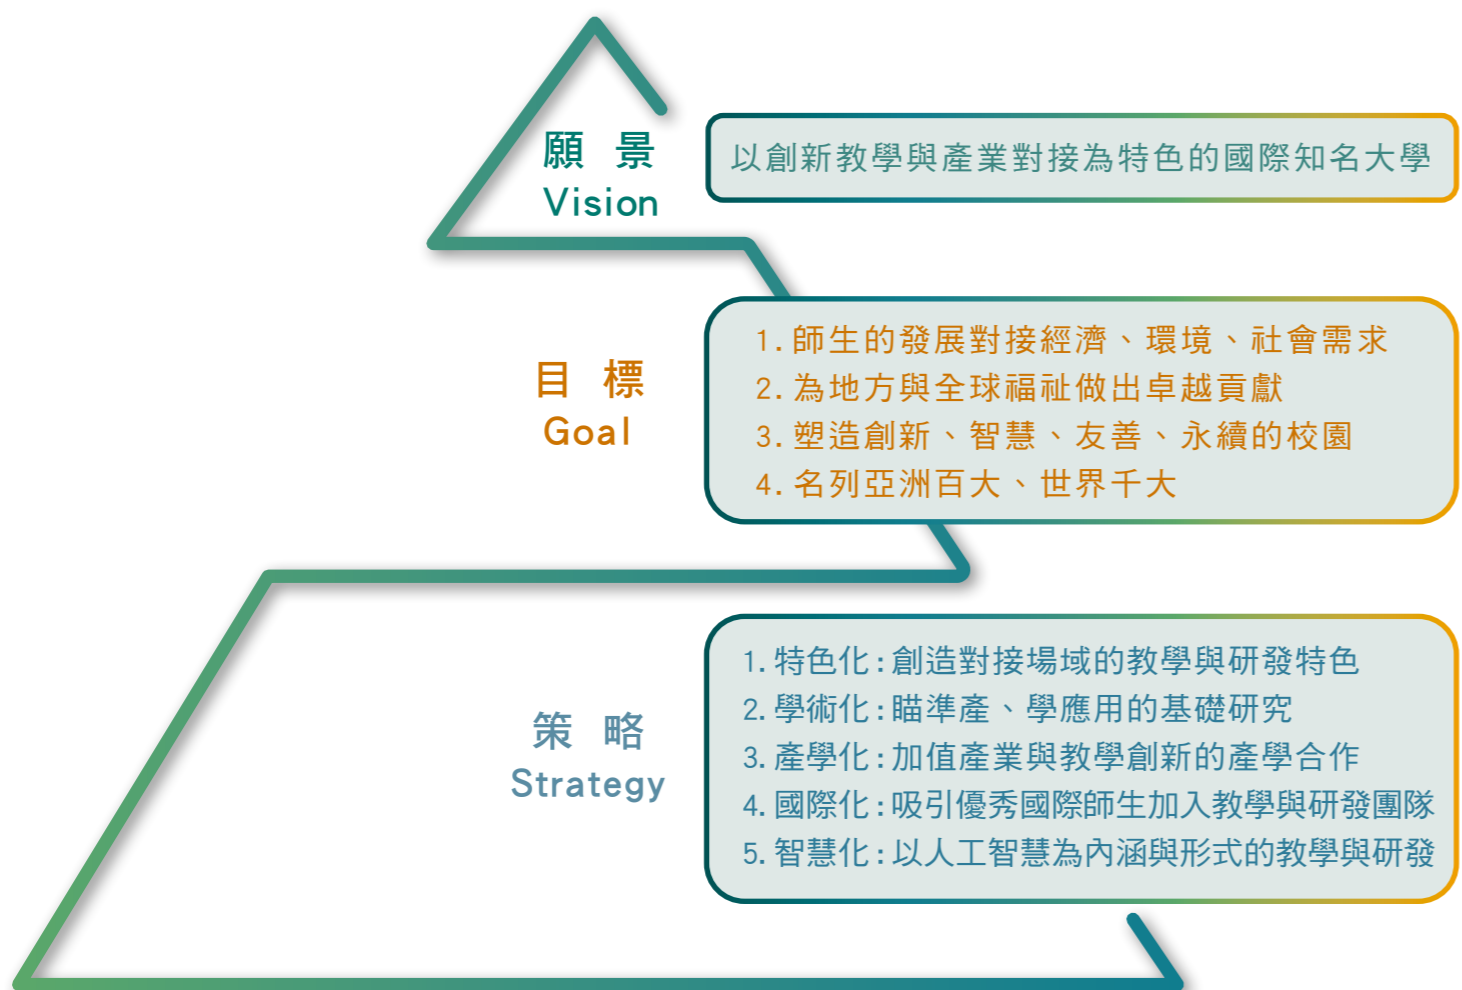 願景
Vision
以創新教學與產業對接為特色的國際知名大學
目標
Goal
1.師生的發展對接經濟、環境、社會需求
2.為地方與全球福祉做出卓越貢獻
3.塑造創新、智慧、友善、永續的校園
4.名列亞洲百大、世界千大
策略
Strategy
1.特色化:創造對接場域的教學與研發特色
2.學術化:瞄準產、學應用的基礎研究
3.產學化:加值產業與教學創新的產學合作
4.國際化:吸引優秀國際師生加入教學與研發團隊
5.智慧化:以人工智慧為內涵與形式的教學與研發